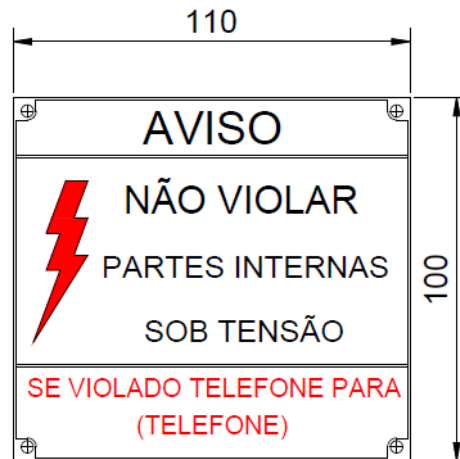 110
AVISO
NÃO VIOLAR
PARTES INTERNAS
SOB TENSÃO
100
SE VIOLADO TELEFONE PARA
(TELEFONE)